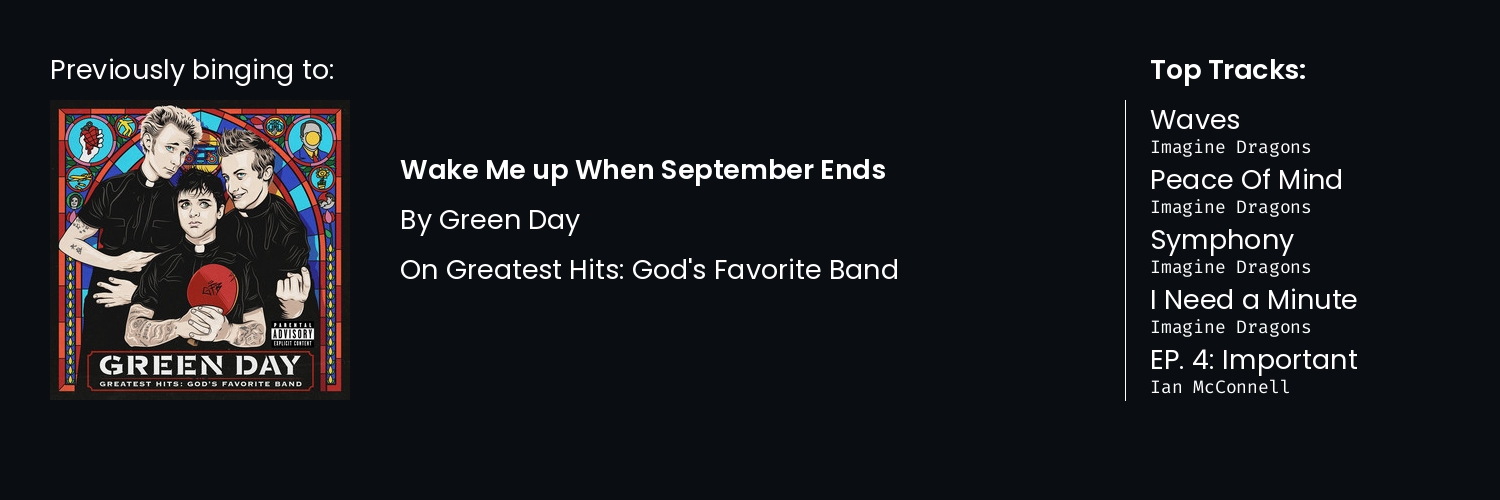 Previously binging to:
PARENTAL
ADVISORY
EXPLICIT CONTENT
GREEN DAY
GREATEST HITS: GOD'S FAVORITE BAND
Wake Me up When September Ends
By Green Day
On Greatest Hits: God's Favorite Band
Top Tracks:
Waves
Imagine Dragons
Peace Of Mind
Imagine Dragons
Symphony
Imagine Dragons
I Need a Minute
Imagine Dragons
EP. 4: Important
Ian McConnell